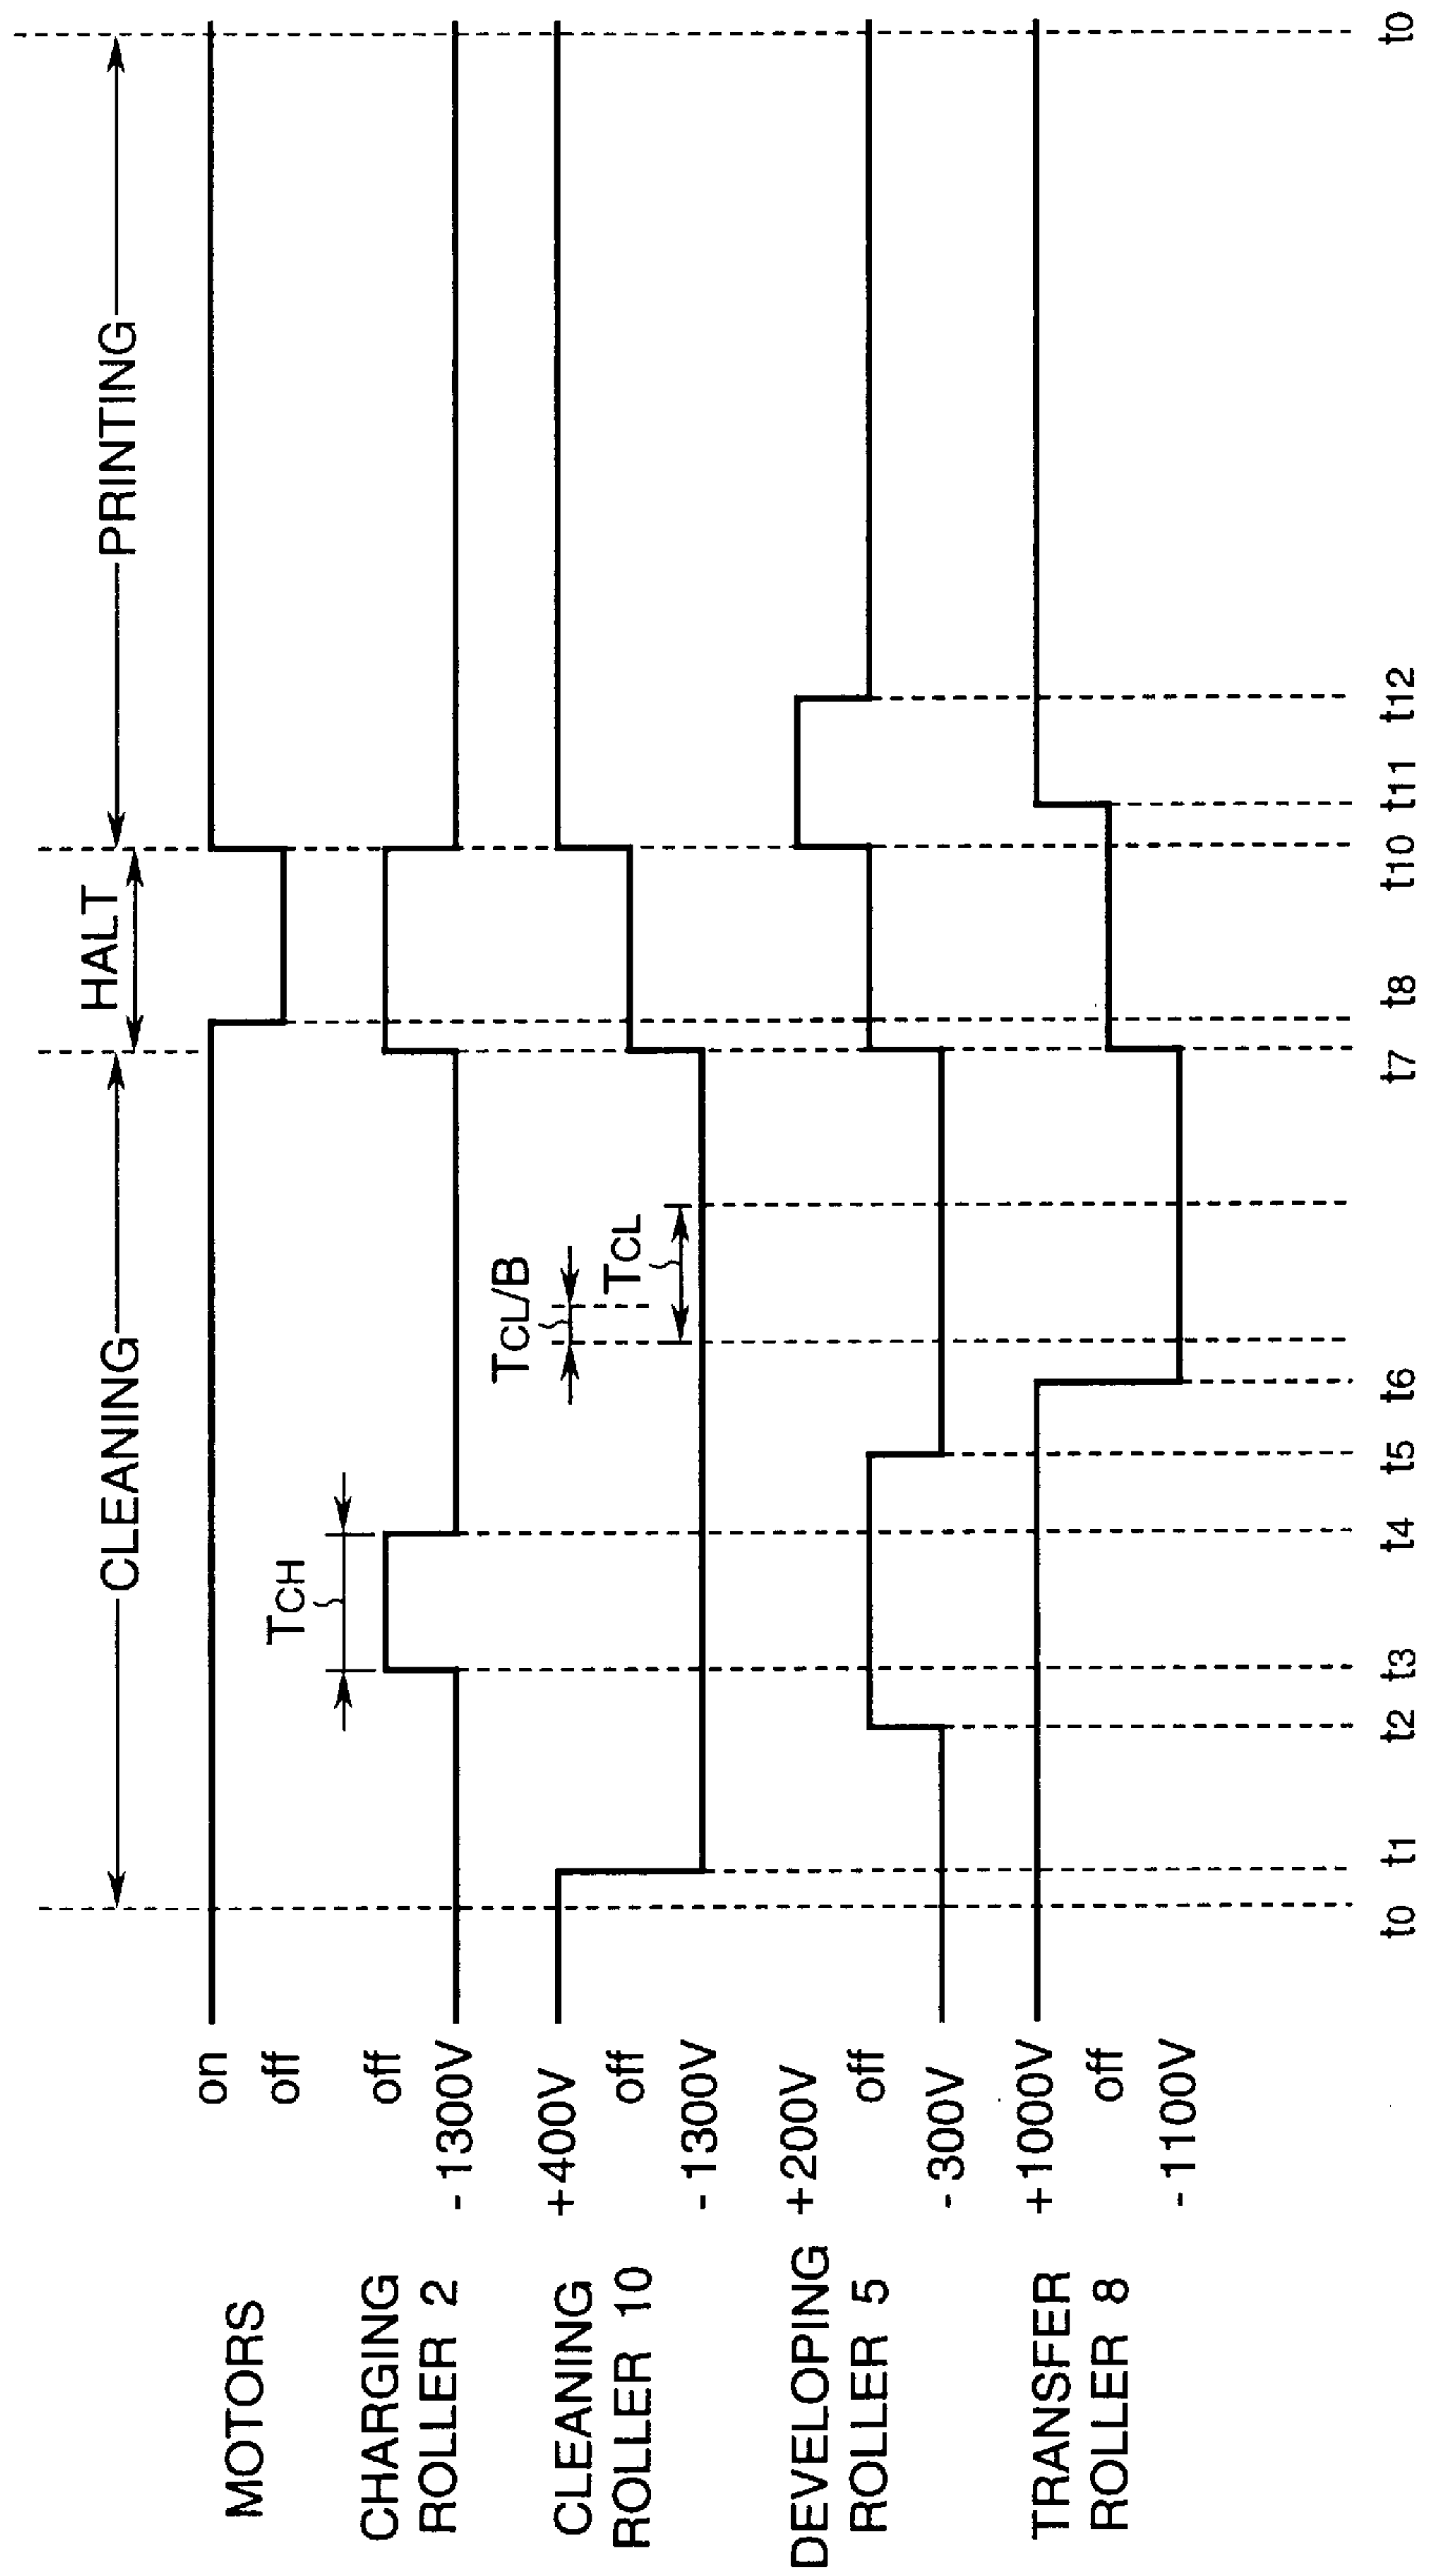 CLEANING
HALT
PRINTING
MOTORS
on
off
TCH
CHARGING
ROLLER 2
off
- 1300V
TCL/B
TCL
CLEANING
ROLLER 10
+400V
off
- 1300V
DEVELOPING
ROLLER 5
+200V
off
- 300V
TRANSFER
ROLLER 8
+1000V
off
- 1100V
t0 t1 t2 t3 t4 t5 t6 t7 t8 t10 t11 t12 t0